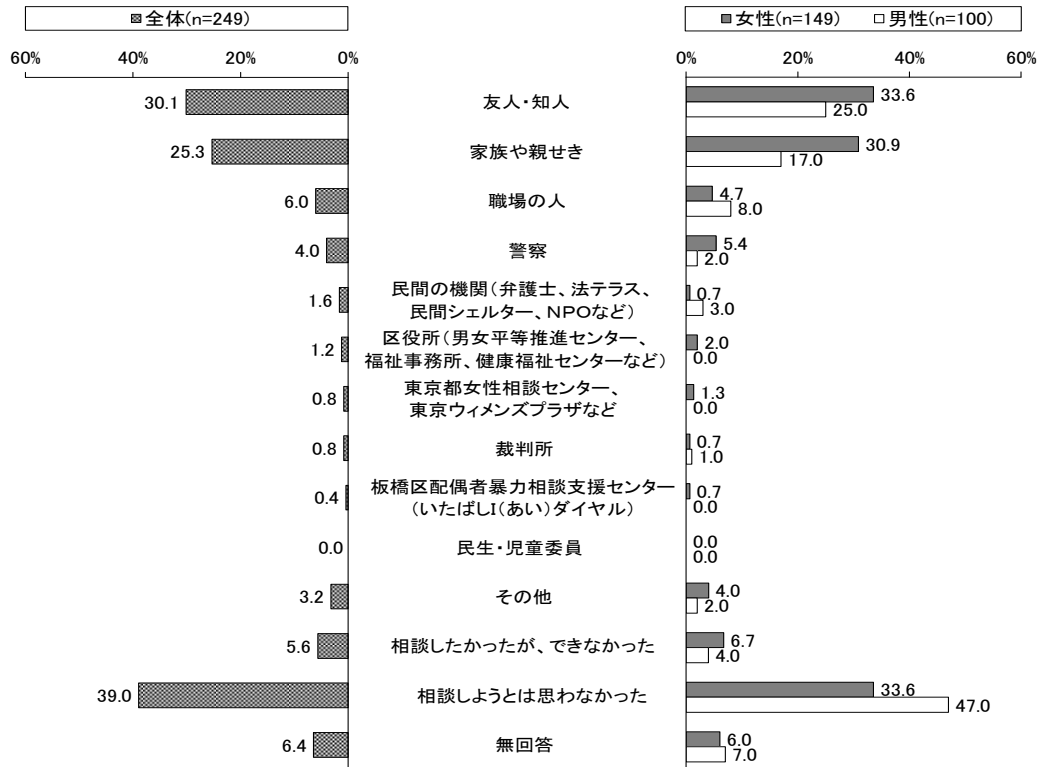 全体(n=249)
女性(n=149) 男性(n=100)
60% 40% 20% 0%
0% 20% 40% 60%
30.1 友人・知人 33.6
25.0
25.3 家族や親せき 30.9
17.0
6.0 職場の人 4.7
8.0
4.0 警察 5.4
2.0
1.6 民間の機関(弁護士、法テラス、 0.7
民間シェルター、NPOなど) 3.0
1.2 区役所(男女平等推進センター、 2.0
福祉事務所、健康福祉センターなど) 0.0
0.8 東京都女性相談センター、 1.3
東京ウィメンズプラザなど 0.0
0.8 裁判所 0.7
1.0
0.4 板橋区配偶者暴力相談支援センター 0.7
(いたばしI(あい)ダイヤル) 0.0
0.0 民生・児童委員 0.0
0.0
3.2 その他 4.0
2.0
5.6 相談したかったが、できなかった 6.7
4.0
39.0 相談しようとは思わなかった 33.6
47.0
6.4 無回答 6.0
7.0